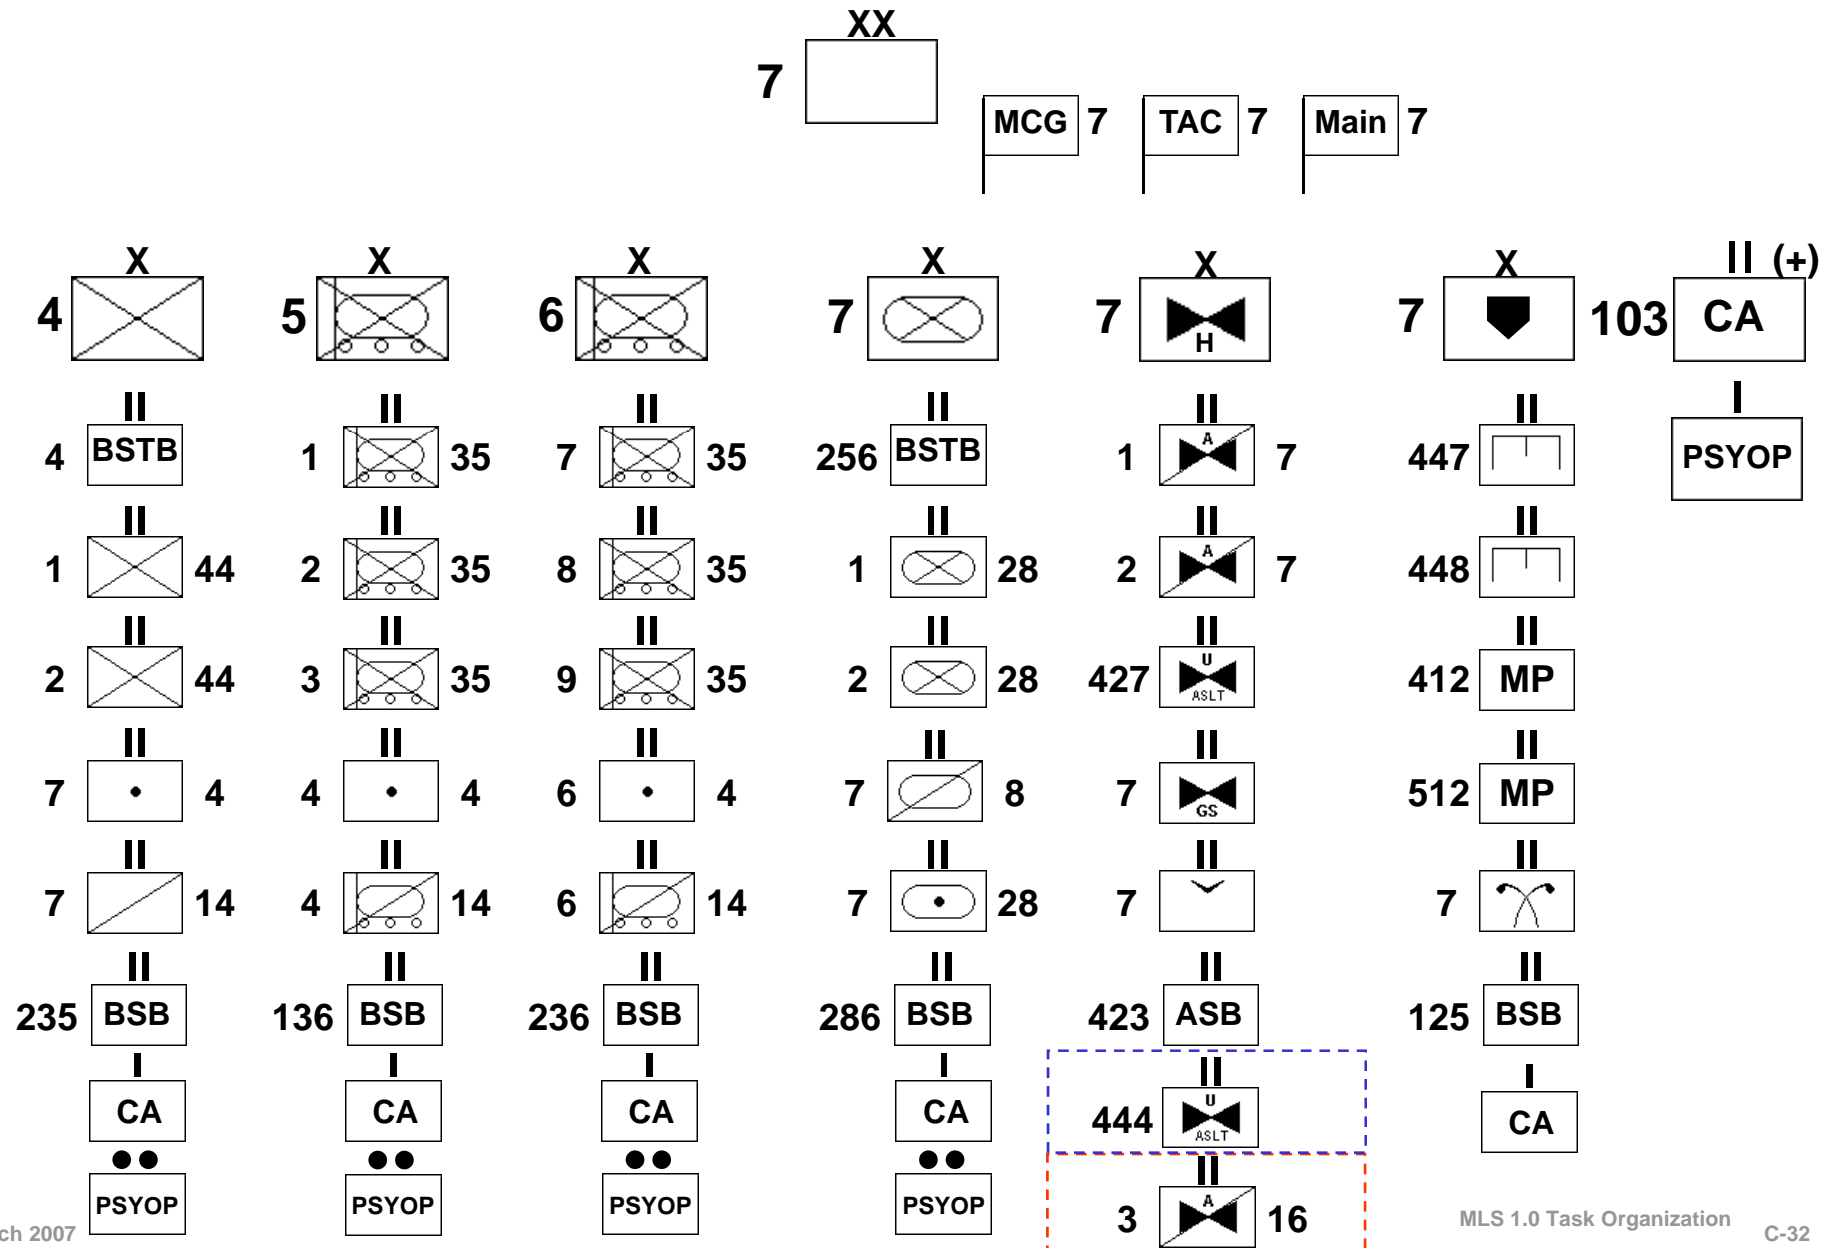 XX
7
MCG 7 TAC 7 Main 7
X X X X X X II (+)
4 5 6 7 7 H 7 103 CA
II II II II II II I
4 BSTB 1 35 7 35 256 BSTB 1 A 7 447 PSYOP
II II II II II II
1 44 2 35 8 35 1 28 2 A 7 448
II II II II II II
2 44 3 35 9 35 2 28 427 U ASLT 412 MP
II II II II II II
7 4 4 4 6 4 7 8 7 GS 512 MP
II II II II II II
7 14 4 14 6 14 7 28 7 7
II II II II II II
235 BSB 136 BSB 236 BSB 286 BSB 423 ASB 125 BSB
I I I I II I
CA CA CA CA 444 U ASLT CA
II
PSYOP PSYOP PSYOP PSYOP 3 A 16
ch 2007 MLS 1.0 Task Organization C-32